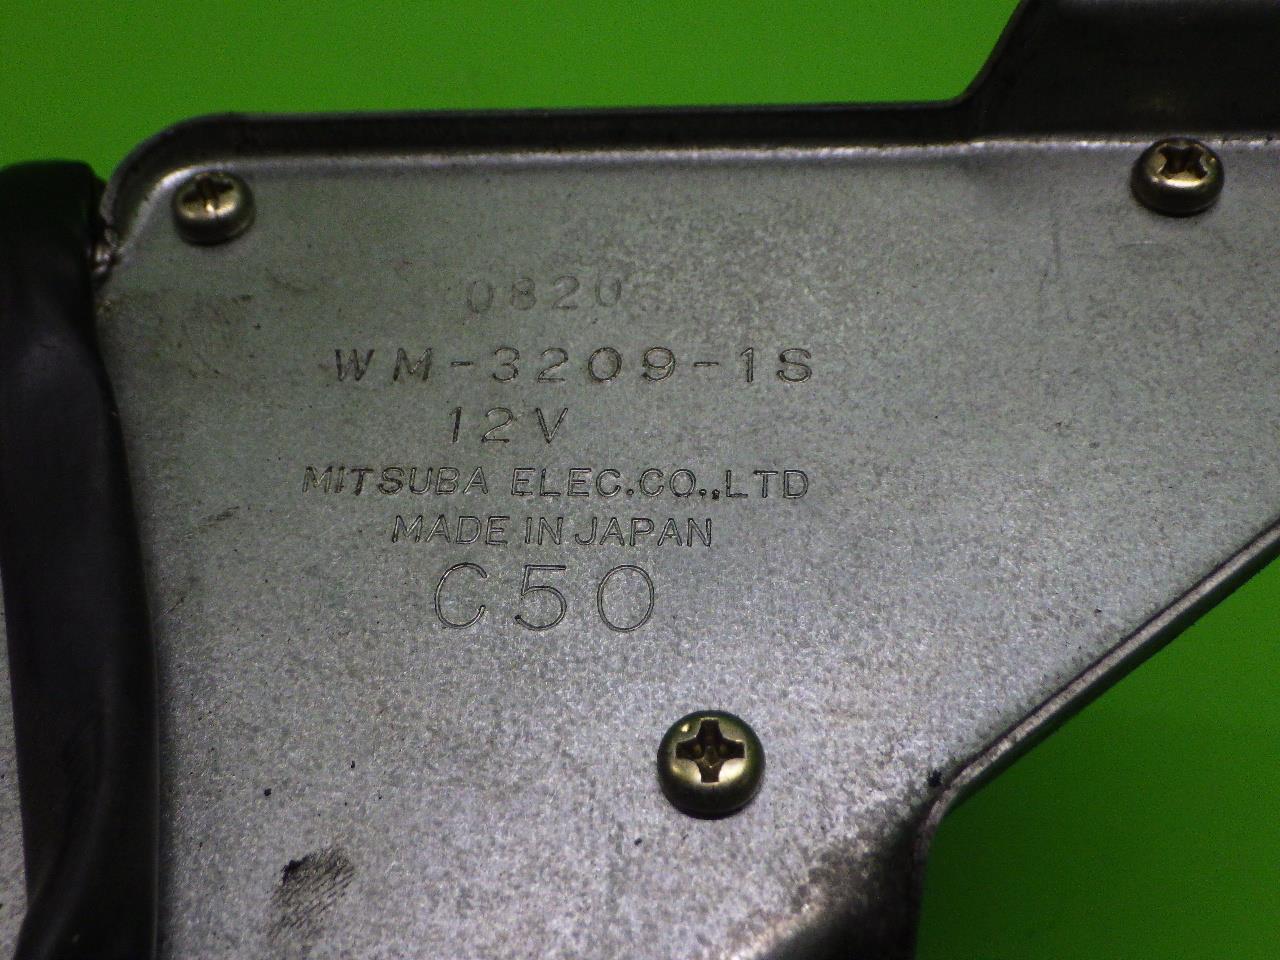 0820
WM-3209-1S
12V
MITSUBA ELEC.CO.,LTD
MADE IN JAPAN
C50